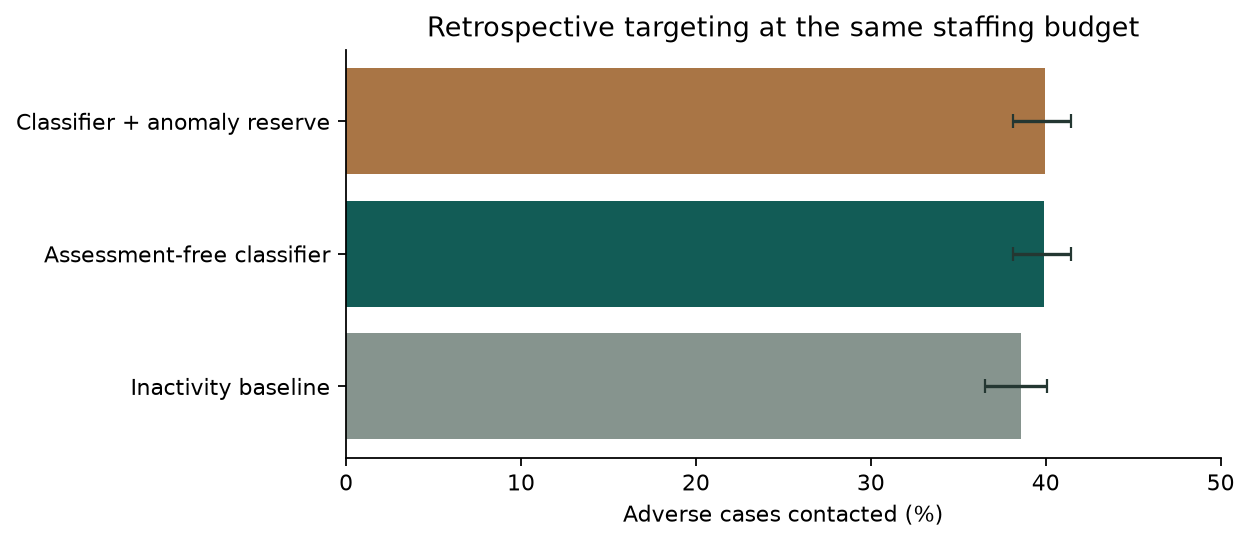 Retrospective targeting at the same staffing budget
Classifier + anomaly reserve
Assessment-free classifier
Inactivity baseline
0 10 20 30 40 50
Adverse cases contacted (%)